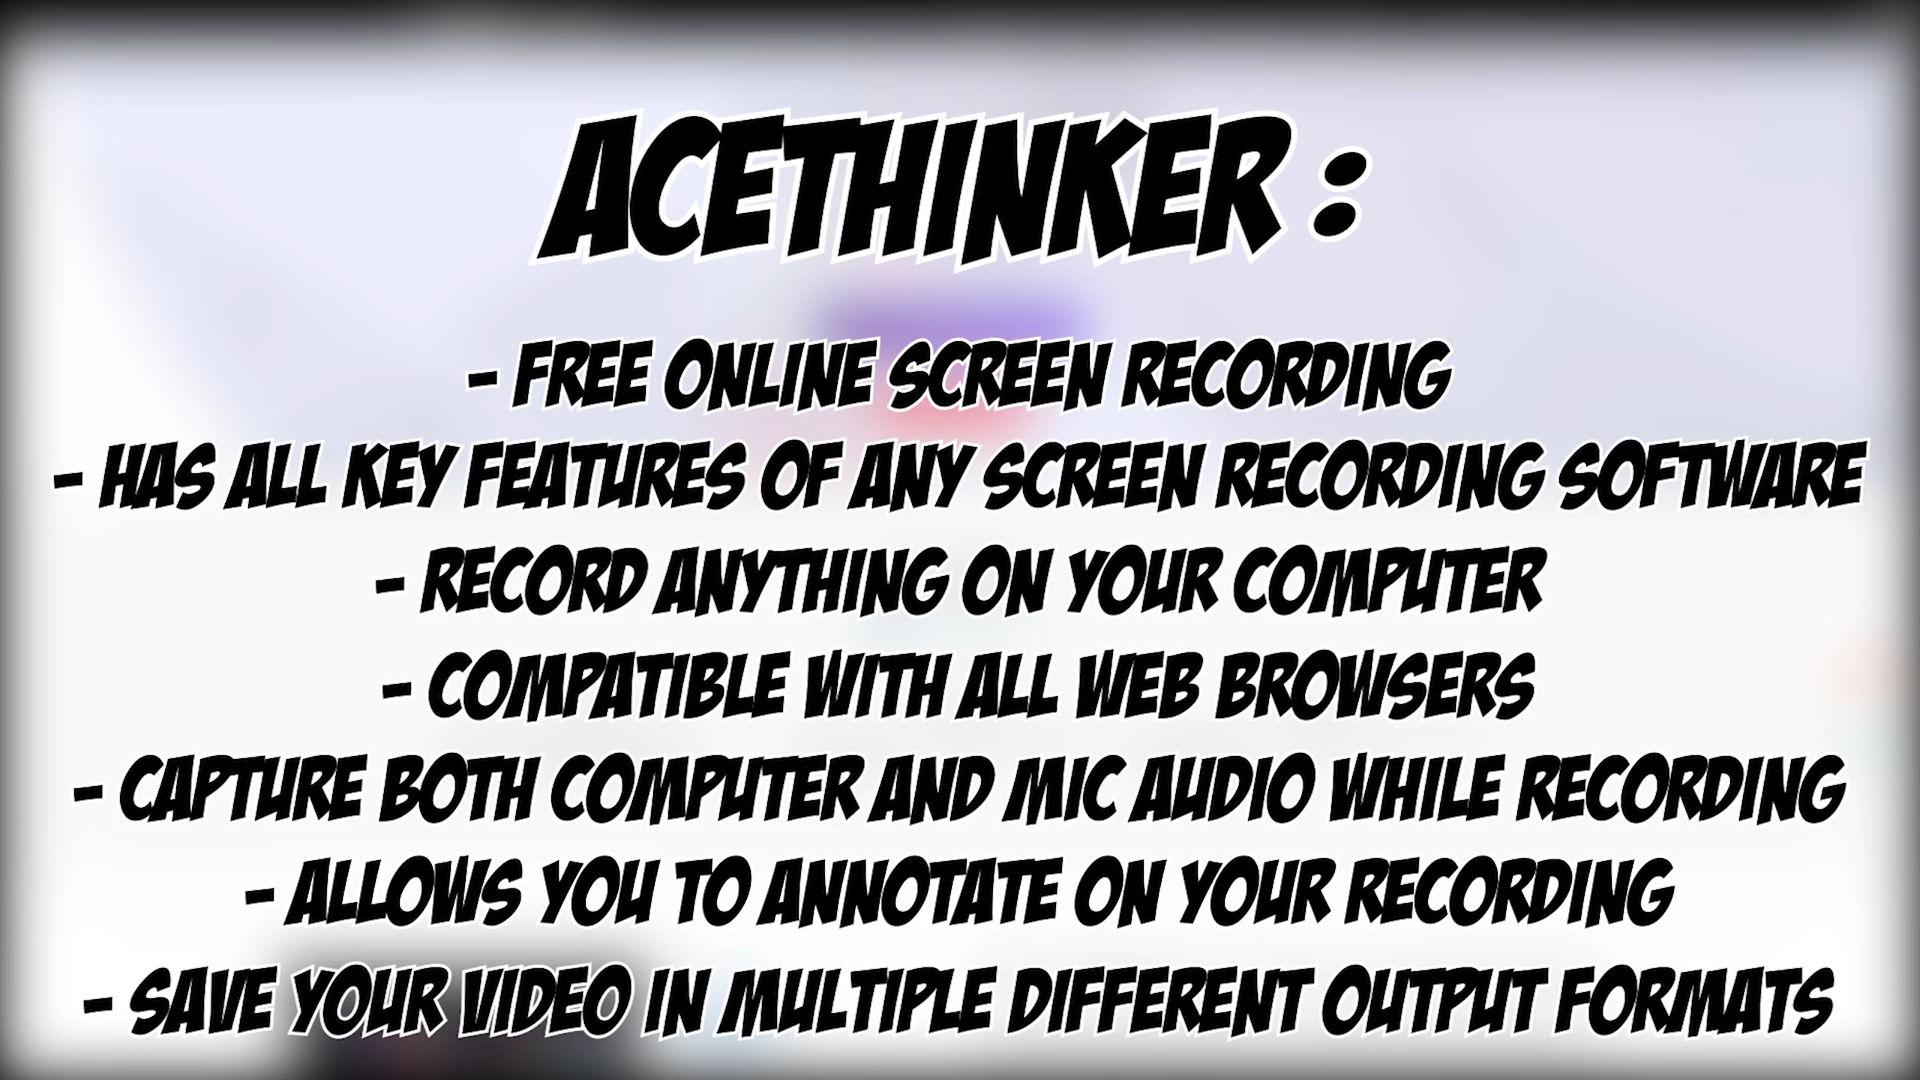 ACETHINKER :
- FREE ONLINE SCREEN RECORDING
- HAS ALL KEY FEATURES OF ANY SCREEN RECORDING SOFTWARE
- RECORD ANYTHING ON YOUR COMPUTER
- COMPATIBLE WITH ALL WEB BROWSERS
- CAPTURE BOTH COMPUTER AND MIC AUDIO WHILE RECORDING
- ALLOWS YOU TO ANNOTATE ON YOUR RECORDING
- SAVE YOUR VIDEO IN MULTIPLE DIFFERENT OUTPUT FORMATS